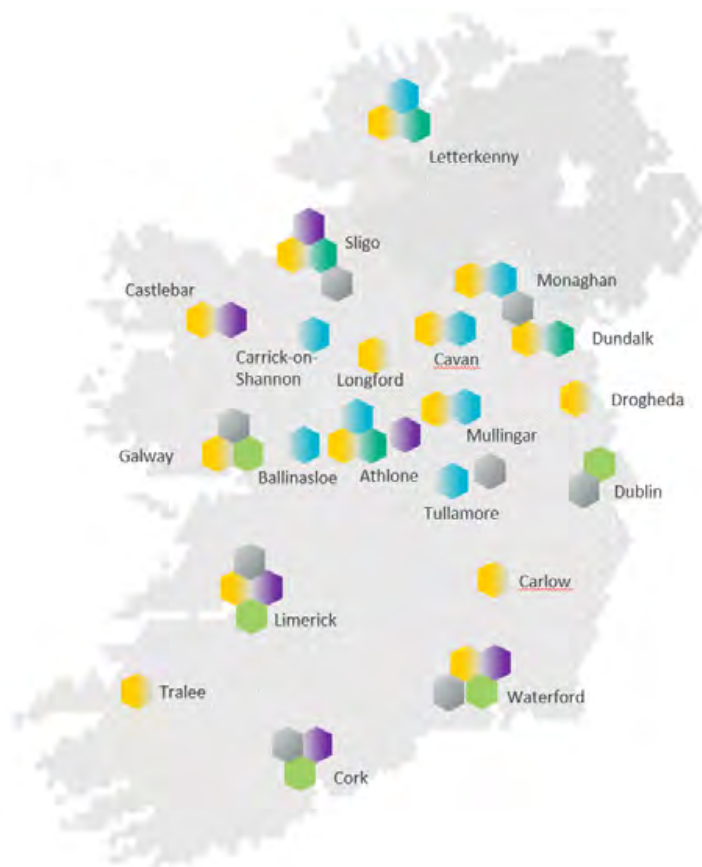 Letterkenny
Sligo
Monaghan
Castlebar
Dundalk
Carrick-on-
Shannon
Longford
Cavan
Drogheda
Mullingar
Galway
Ballinasloe
Athlone
Tullamore
Dublin
Carlow
Limerick
Tralee
Waterford
Cork